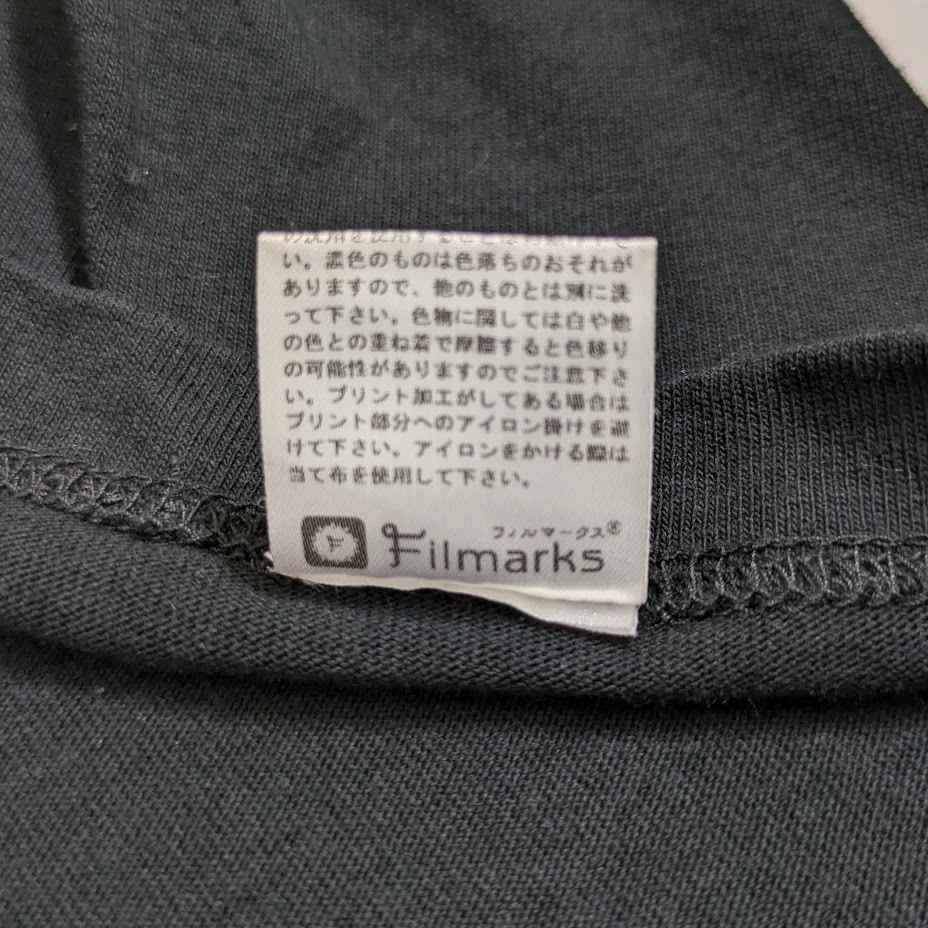 い。濃色のものは色落ちのおそれが
ありますので、他のものとは別に洗
って下さい。色物に関しては白や他
の色との重ね着で摩擦すると色移り
の可能性がありますのでご注意下さ
い。プリント加工がしてある場合は
プリント部分へのアイロン掛けを避
けて下さい。アイロンをかける際は
当て布を使用して下さい。
フィルマークス®
Filmarks